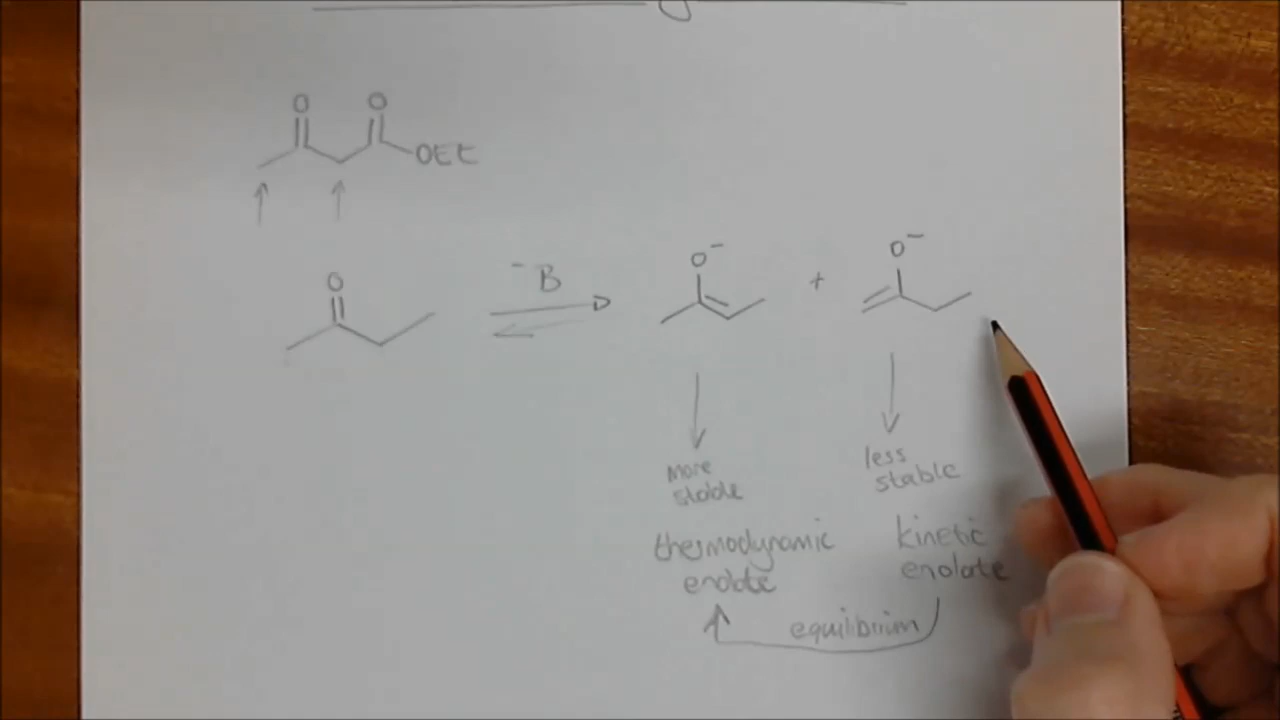 O O
OEt
O
⁻B
O⁻ + O⁻
more
stable
less
stable
thermodynamic
enolate
kinetic
enolate
equilibrium